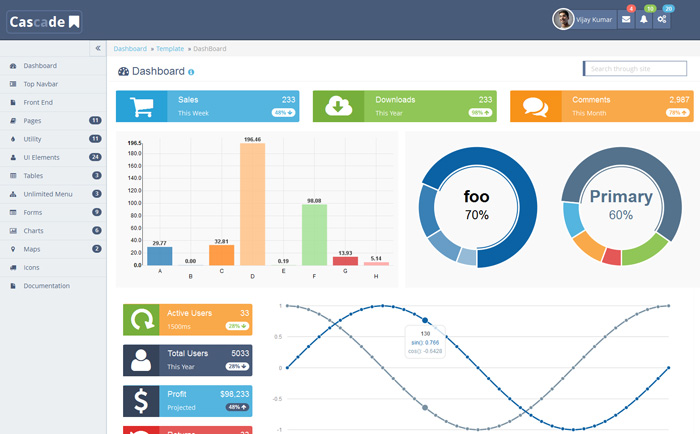 Cascade
Vijay Kumar
4
10
20
«
Dashboard » Template » DashBoard
Dashboard
Top Navbar
Front End
Pages 11
Utility 11
UI Elements 24
Tables 3
Unlimited Menu 3
Forms 9
Charts 6
Maps 2
Icons
Documentation
Dashboard
Search through site
Sales 233
This Week 48%
Downloads 233
This Year 98%
Comments 2,987
This Month 78%
196.5
180.0
160.0
140.0
120.0
100.0
80.0
60.0
40.0
20.0
0.0
29.77
0.00
32.81
196.46
0.19
98.08
13.93
5.14
A
B
C
D
E
F
G
H
foo
70%
Primary
60%
Active Users 33
1500ms 28%
Total Users 5033
This Year 28%
Profit $98,233
Projected 48%
Returns 33
1
0.5
0
-0.5
-1
130
sin(): 0.766
cos(): -0.6428